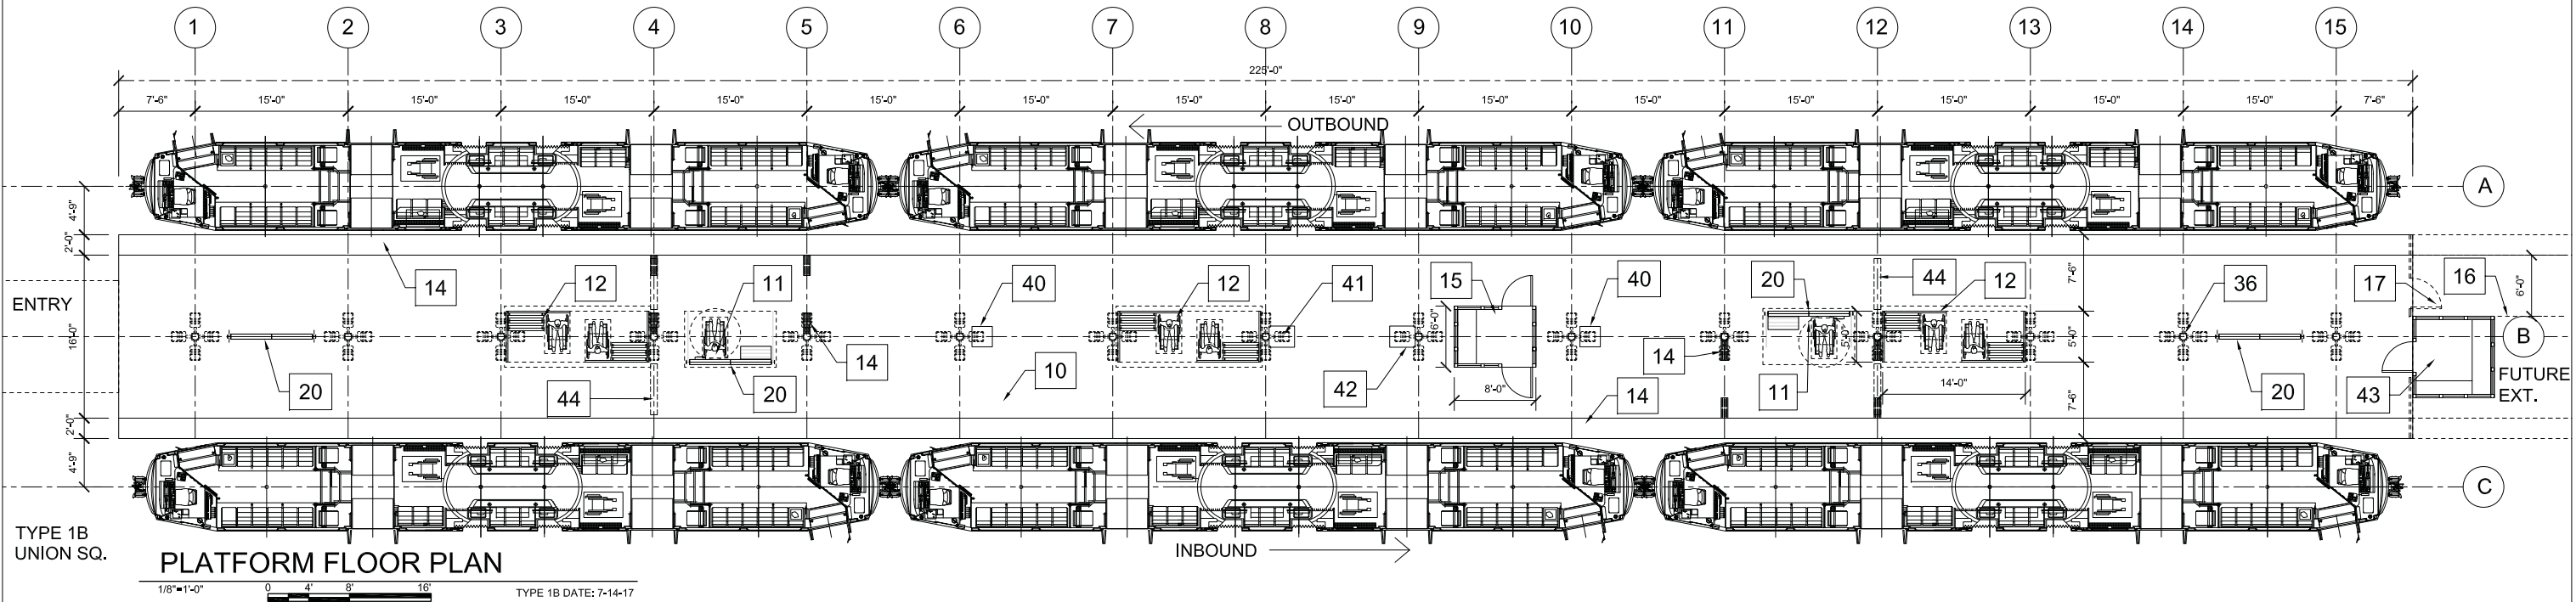 1 2 3 4 5 6 7 8 9 10 11 12 13 14 15
225'-0"
7'-6" 15'-0" 15'-0" 15'-0" 15'-0" 15'-0" 15'-0" 15'-0" 15'-0" 15'-0" 15'-0" 15'-0" 15'-0" 15'-0" 15'-0" 7'-6"
OUTBOUND
A
4'-9"
2'-0"
14 12 11 40 12 41 15 40 20 44 12 36 17 16
7'-6" 6'-0"
ENTRY
16'-0"
6'-0" 5'-0" 5'-0"
B
14 14
20 44 20 10 42 8'-0" 14 11 14'-0" 20 43
FUTURE
EXT.
7'-6"
2'-0"
4'-9"
C
TYPE 1B
UNION SQ.
INBOUND
PLATFORM FLOOR PLAN
1/8"=1'-0" 0 4' 8' 16' TYPE 1B DATE: 7-14-17